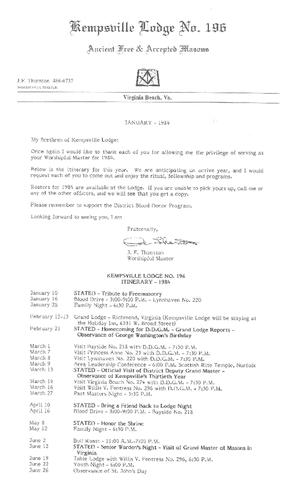 Kempsville Lodge No. 196
Ancient Free & Accepted Masons
J.F. Thornton 486-6737
Virginia Beach, Va.
JANUARY - 1984
My Brethren of Kempsville Lodge:
Once again I would like to thank each of you for allowing me the privilege of serving as
your Worshipful Master for 1984.
Below is the itinerary for this year. We are anticipating an active year, and I would
request each of you to come out and enjoy the ritual, fellowship and programs.
Rosters for 1984 are available at the Lodge. If you are unable to pick yours up, call me or
any of the other officers, and we will see that you get a copy.
Please remember to support the District Blood Donor Program.
Looking forward to seeing you, I am
Fraternally,
J. F. Thornton
Worshipful Master
KEMPSVILLE LODGE NO. 196
ITINERARY - 1984
January 10 STATED - Tribute to Freemasonry
January 16 Blood Drive - 3:00-9:00 P.M. - Lynnhaven No. 220
January 28 Family Night - 6:30 P.M.
February 12-15 Grand Lodge - Richmond, Virginia (Kempsville Lodge will be staying at
the Holiday Inn, 6531 W. Broad Street)
February 21 STATED - Homecoming for D.D.G.M. - Grand Lodge Reports -
Observance of George Washington's Birthday
March 1 Visit Bayside No. 218 with D.D.G.M. - 7:30 P.M.
March 7 Visit Princess Anne No. 25 with D.D.G.M. - 7:30 P.M.
March 8 Visit Lynnhaven No. 220 with D.D.G.M. - 7:30 P.M.
March 9 Area Leadership Conference - 6:00 P.M. Scottish Rite Temple, Norfolk
March 13 STATED - Official Visit of District Deputy Grand Master -
Observance of Kempsville's Thirtieth Year
March 15 Visit Virginia Beach No. 274 with D.D.G.M. - 7:30 P.M.
March 16 Visit Willis V. Fentress No. 296 with D.D.G.M. - 7:30 P.M.
March 27 Past Masters Night - 7:30 P.M.
April 10 STATED - Bring a Friend Back to Lodge Night
April 16 Blood Drive - 3:00-9:00 P.M. - Bayside No. 218
May 8 STATED - Honor the Shrine
May 12 Family Night - 6:30 P.M.
June 2 Bull Roast - 11:00 A.M.-7:00 P.M.
June 12 STATED - Senior Warden's Night - Visit of Grand Master of Masons in
Virginia
June 19 Table Lodge with Willis V. Fentress No. 296, 6:30 P.M.
June 22 Youth Night - 6:00 P.M.
June 26 Observance of St. John's Day